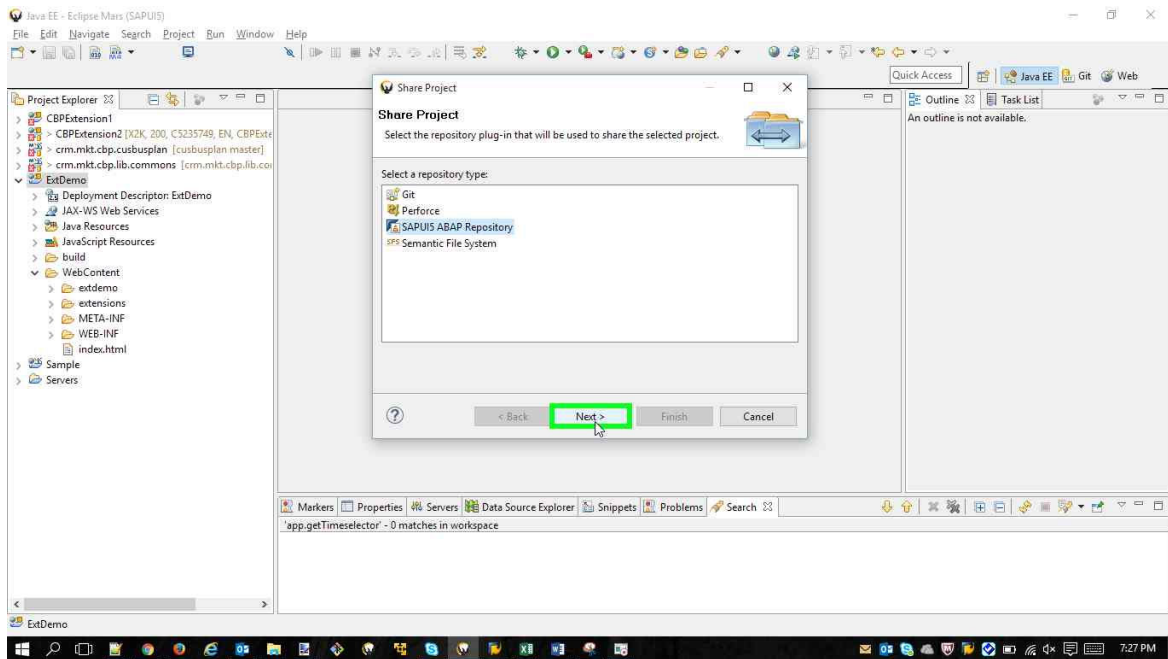 Java EE - Eclipse Mars (SAPUI5)
File Edit Navigate Search Project Run Window Help
Quick Access Java EE Git Web
Project Explorer
CBPExtension1
> CBPExtension2 [X2K, 200, C5235749, EN, CBPExte
> crm.mkt.cbp.cusbusplan [cusbusplan master]
> crm.mkt.cbp.lib.commons [crm.mkt.cbp.lib.co
ExtDemo
Deployment Descriptor: ExtDemo
JAX-WS Web Services
Java Resources
JavaScript Resources
build
WebContent
extdemo
extensions
META-INF
WEB-INF
index.html
Sample
Servers
Share Project
Share Project
Select the repository plug-in that will be used to share the selected project.
Select a repository type:
Git
Perforce
SAPUI5 ABAP Repository
SFS Semantic File System
? < Back Next > Finish Cancel
Outline Task List
An outline is not available.
Markers Properties Servers Data Source Explorer Snippets Problems Search
'app.getTimeselector' - 0 matches in workspace
ExtDemo
7:27 PM